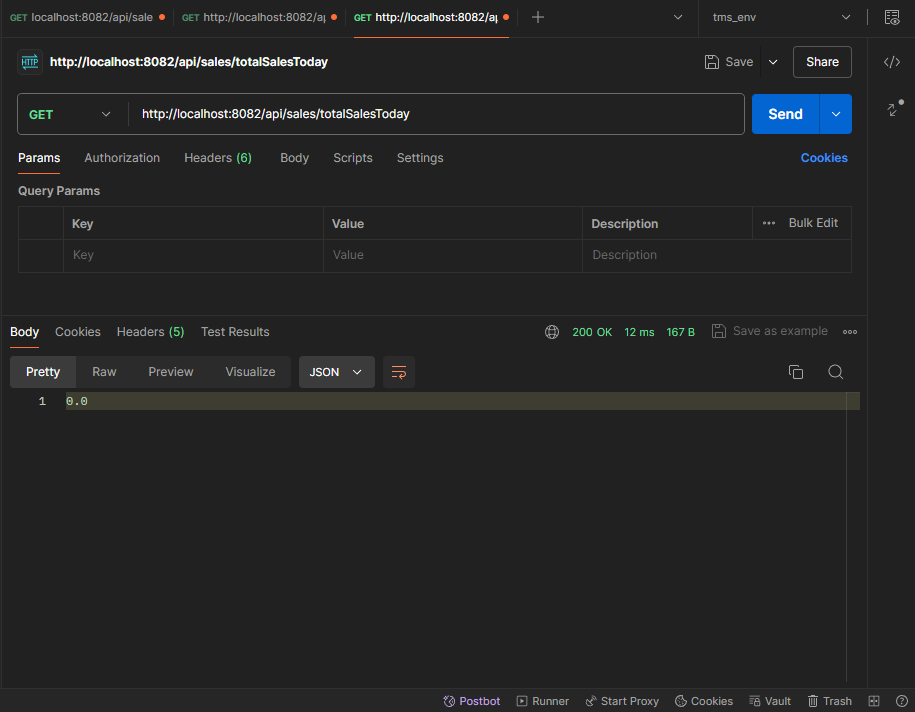 GET localhost:8082/api/sale GET http://localhost:8082/ap GET http://localhost:8082/ap tms_env
HTTP http://localhost:8082/api/sales/totalSalesToday Save Share
GET http://localhost:8082/api/sales/totalSalesToday Send
Params Authorization Headers (6) Body Scripts Settings Cookies
Query Params
Key Value Description Bulk Edit
Key Value Description
Body Cookies Headers (5) Test Results 200 OK 12 ms 167 B Save as example
Pretty Raw Preview Visualize JSON
1 0.0
Postbot Runner Start Proxy Cookies Vault Trash